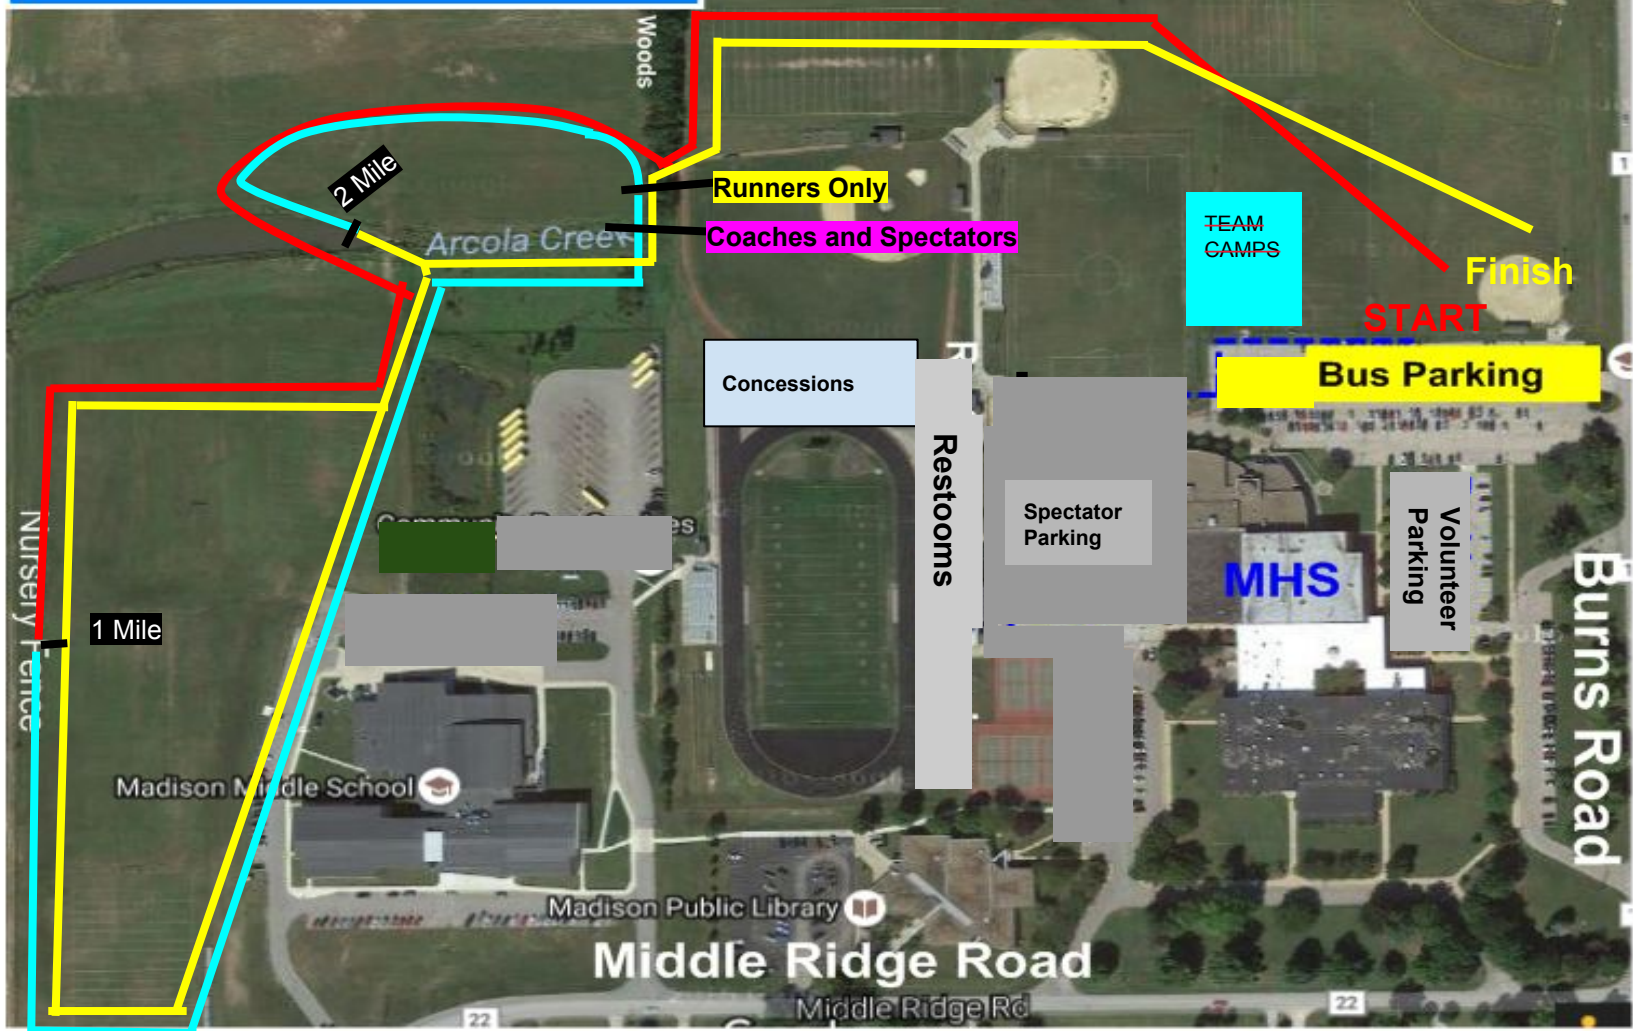 Woods
2 Mile
Runners Only
Arcola Creek
Coaches and Spectators
TEAM
CAMPS
Finish
START
Bus Parking
Concessions
R
Restooms
Spectator
Parking
Volunteer
Parking
MHS
Burns Road
Nursery Fence
1 Mile
Madison Middle School
Madison Public Library
Middle Ridge Road
Middle Ridge Rd
22
22
1